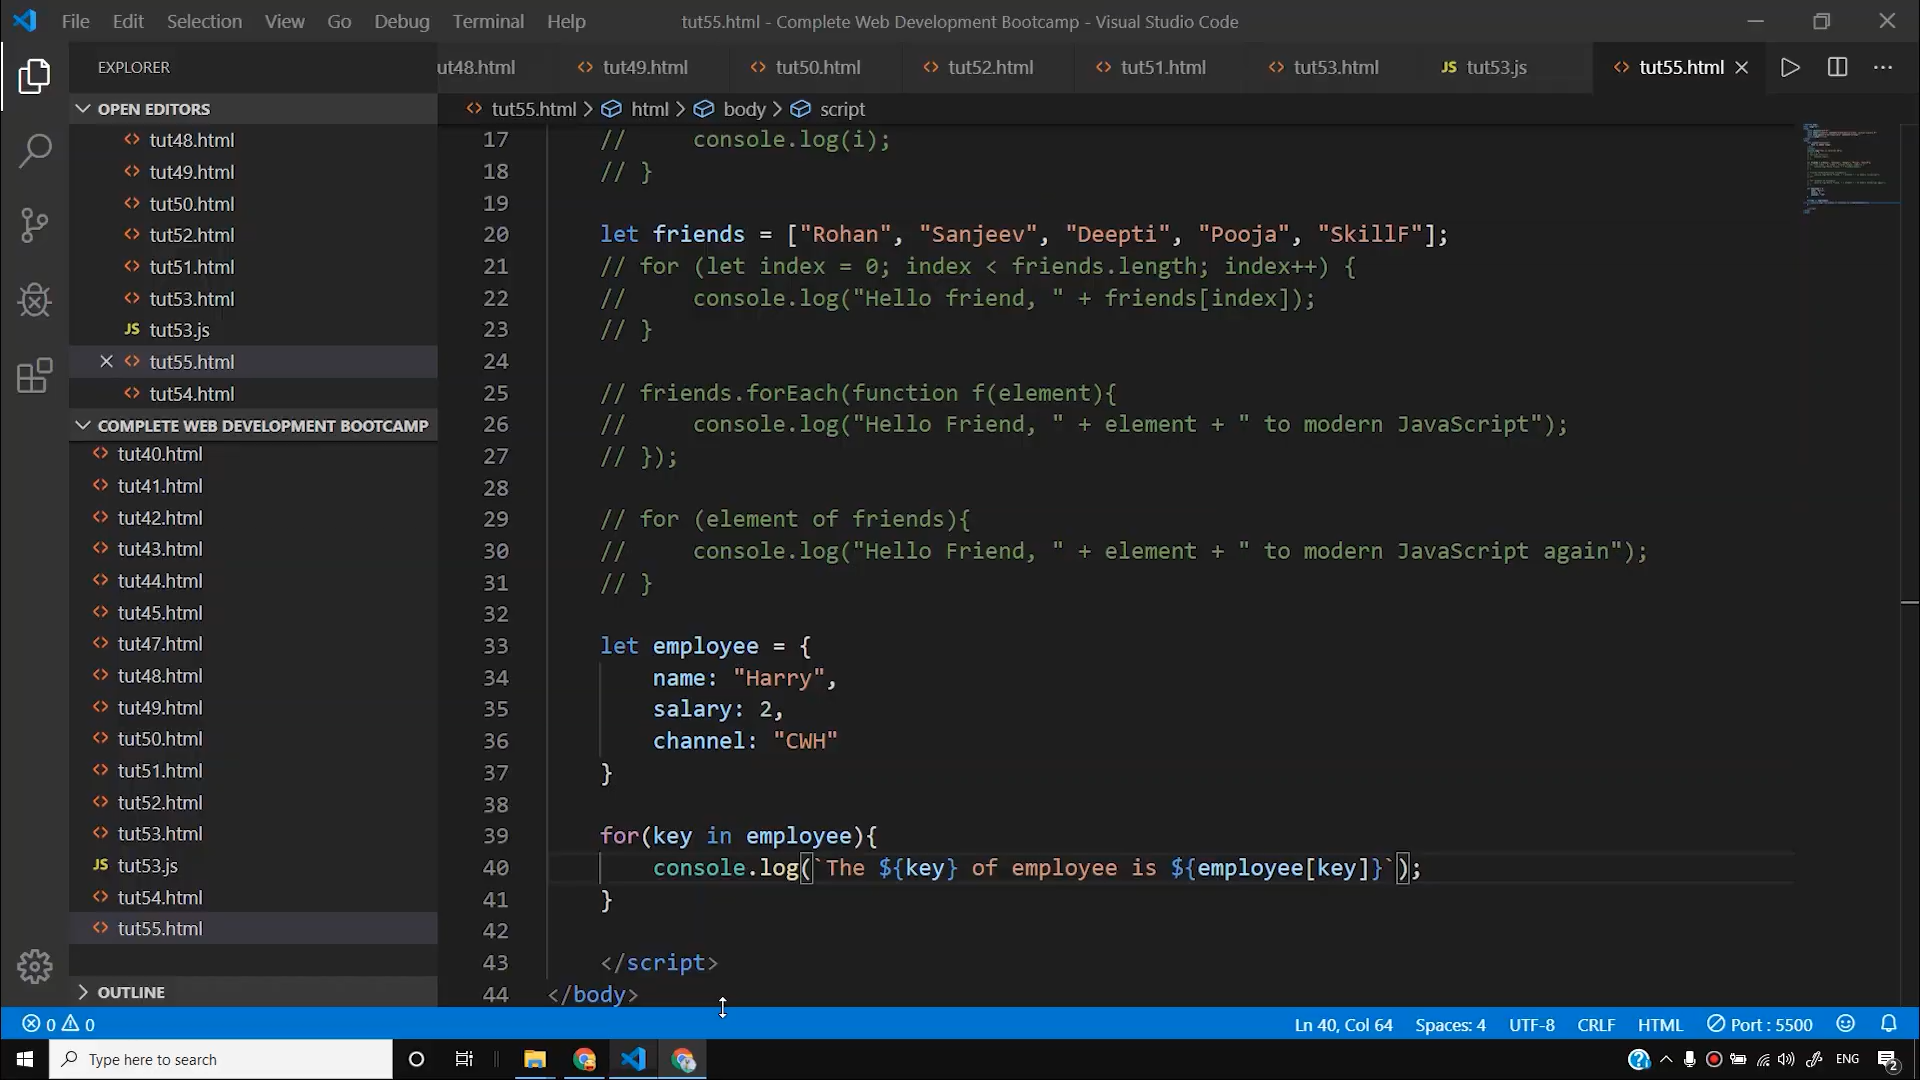 File Edit Selection View Go Debug Terminal Help
tut55.html - Complete Web Development Bootcamp - Visual Studio Code
EXPLORER
ut48.html tut49.html tut50.html tut52.html tut51.html tut53.html JS tut53.js tut55.html
OPEN EDITORS
tut48.html
tut49.html
tut50.html
tut52.html
tut51.html
tut53.html
JS tut53.js
tut55.html
tut54.html
COMPLETE WEB DEVELOPMENT BOOTCAMP
tut40.html
tut41.html
tut42.html
tut43.html
tut44.html
tut45.html
tut47.html
tut48.html
tut49.html
tut50.html
tut51.html
tut52.html
tut53.html
JS tut53.js
tut54.html
tut55.html
OUTLINE
tut55.html > html > body > script
17 // console.log(i);
18 // }
19
20 let friends = ["Rohan", "Sanjeev", "Deepti", "Pooja", "SkillF"];
21 // for (let index = 0; index < friends.length; index++) {
22 // console.log("Hello friend, " + friends[index]);
23 // }
24
25 // friends.forEach(function f(element){
26 // console.log("Hello Friend, " + element + " to modern JavaScript");
27 // });
28
29 // for (element of friends){
30 // console.log("Hello Friend, " + element + " to modern JavaScript again");
31 // }
32
33 let employee = {
34 name: "Harry",
35 salary: 2,
36 channel: "CWH"
37 }
38
39 for(key in employee){
40 console.log(`The ${key} of employee is ${employee[key]}`);
41 }
42
43 </script>
44 </body>
0 0 Ln 40, Col 64 Spaces: 4 UTF-8 CRLF HTML Port : 5500
Type here to search
ENG
2